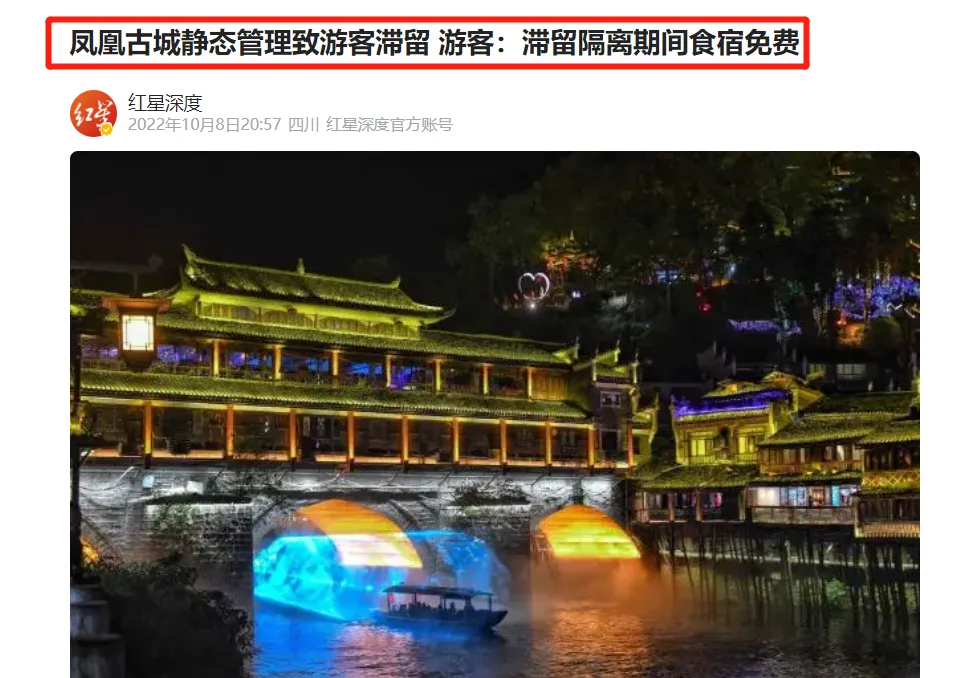 凤凰古城静态管理致游客滞留 游客：滞留隔离期间食宿免费
红星
红星深度
2022年10月8日20:57 四川 红星深度官方账号